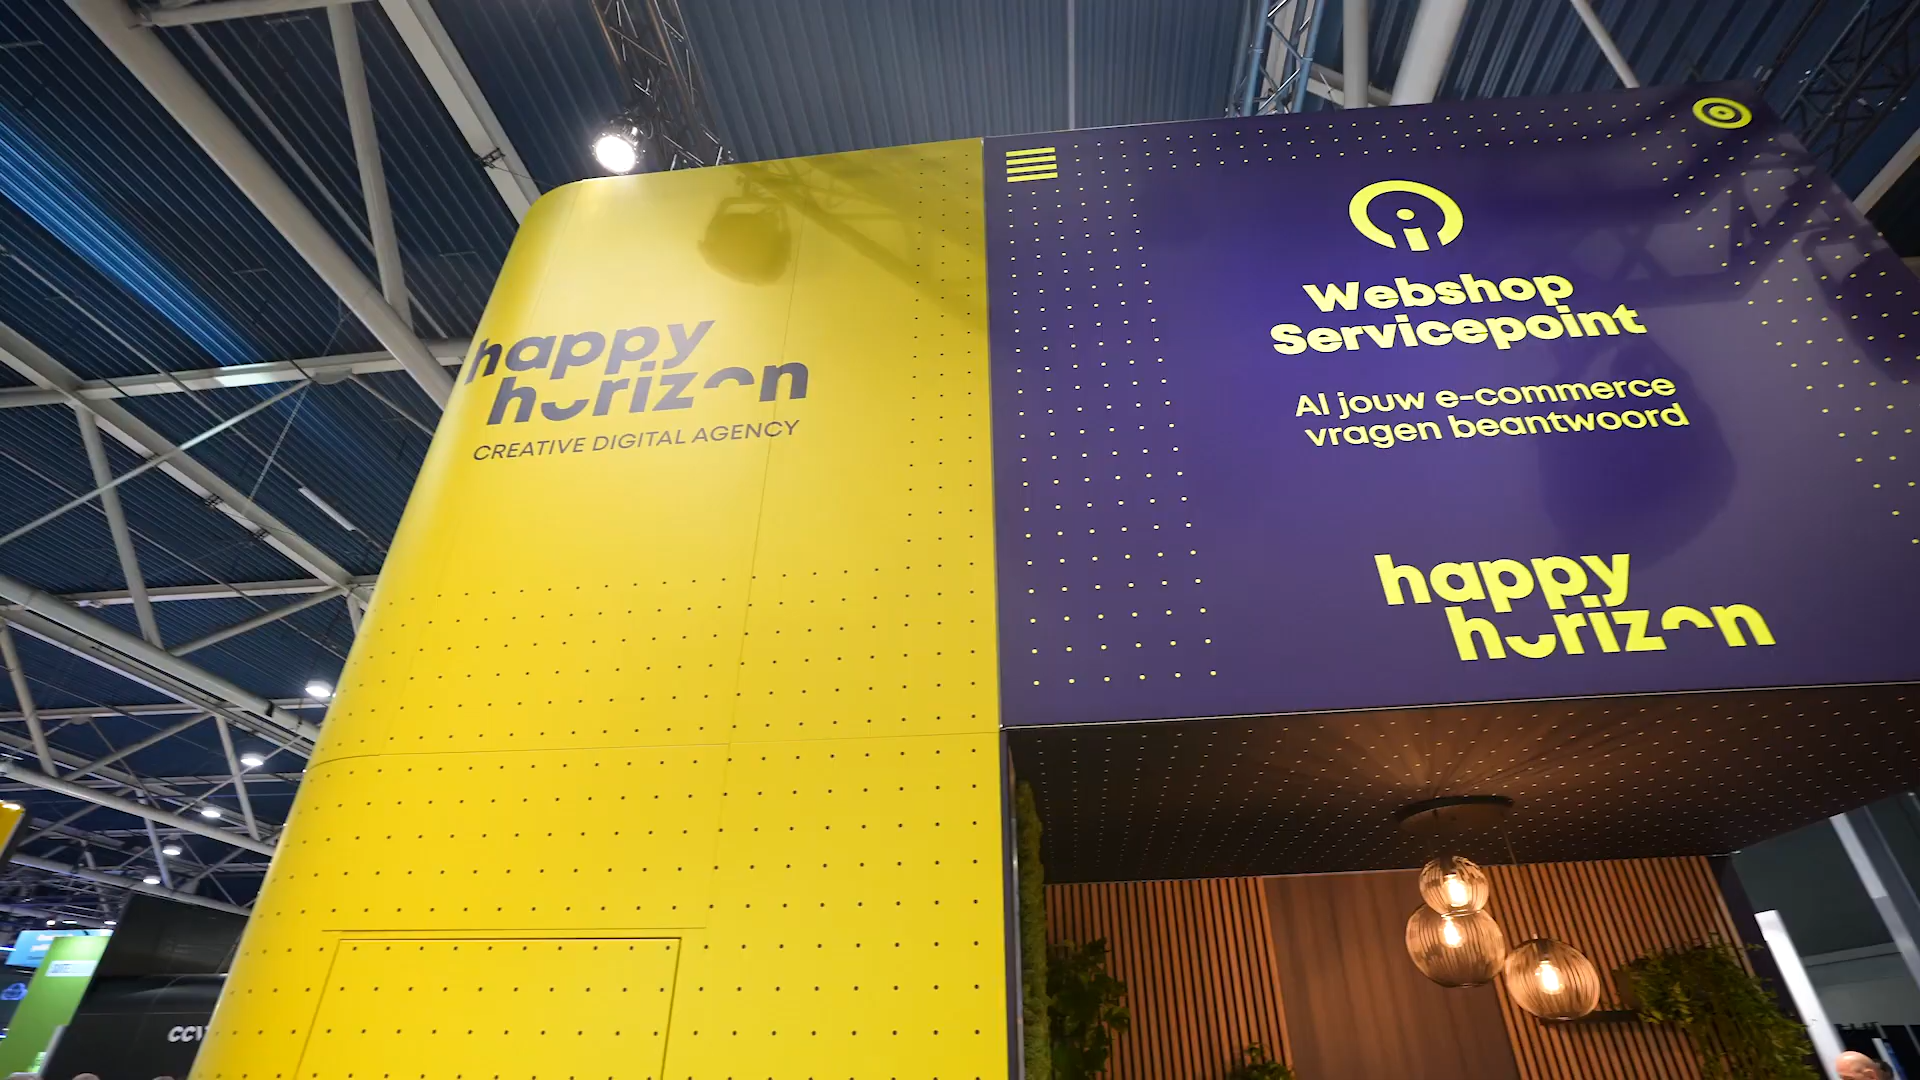 happy
horizon
CREATIVE DIGITAL AGENCY
Webshop
Servicepoint
Al jouw e-commerce
vragen beantwoord
happy
horizon